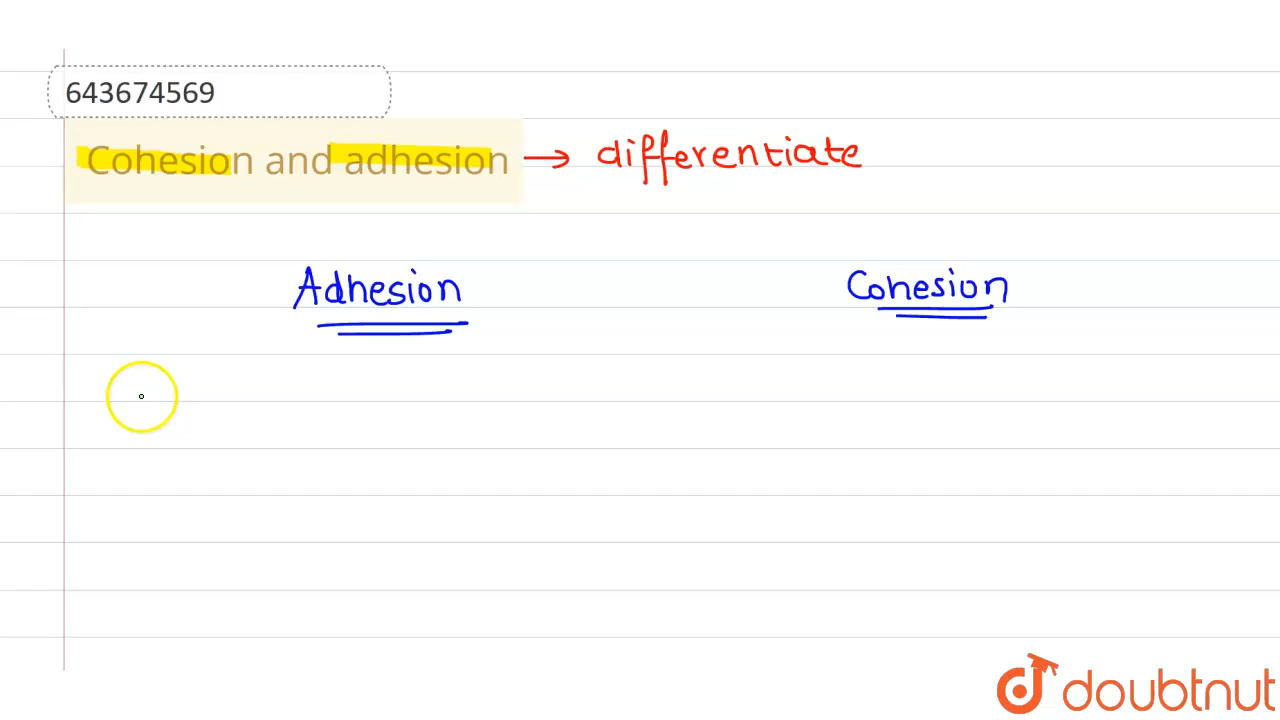 643674569
Cohesion and adhesion → differentiate
Adhesion Cohesion
doubtnut